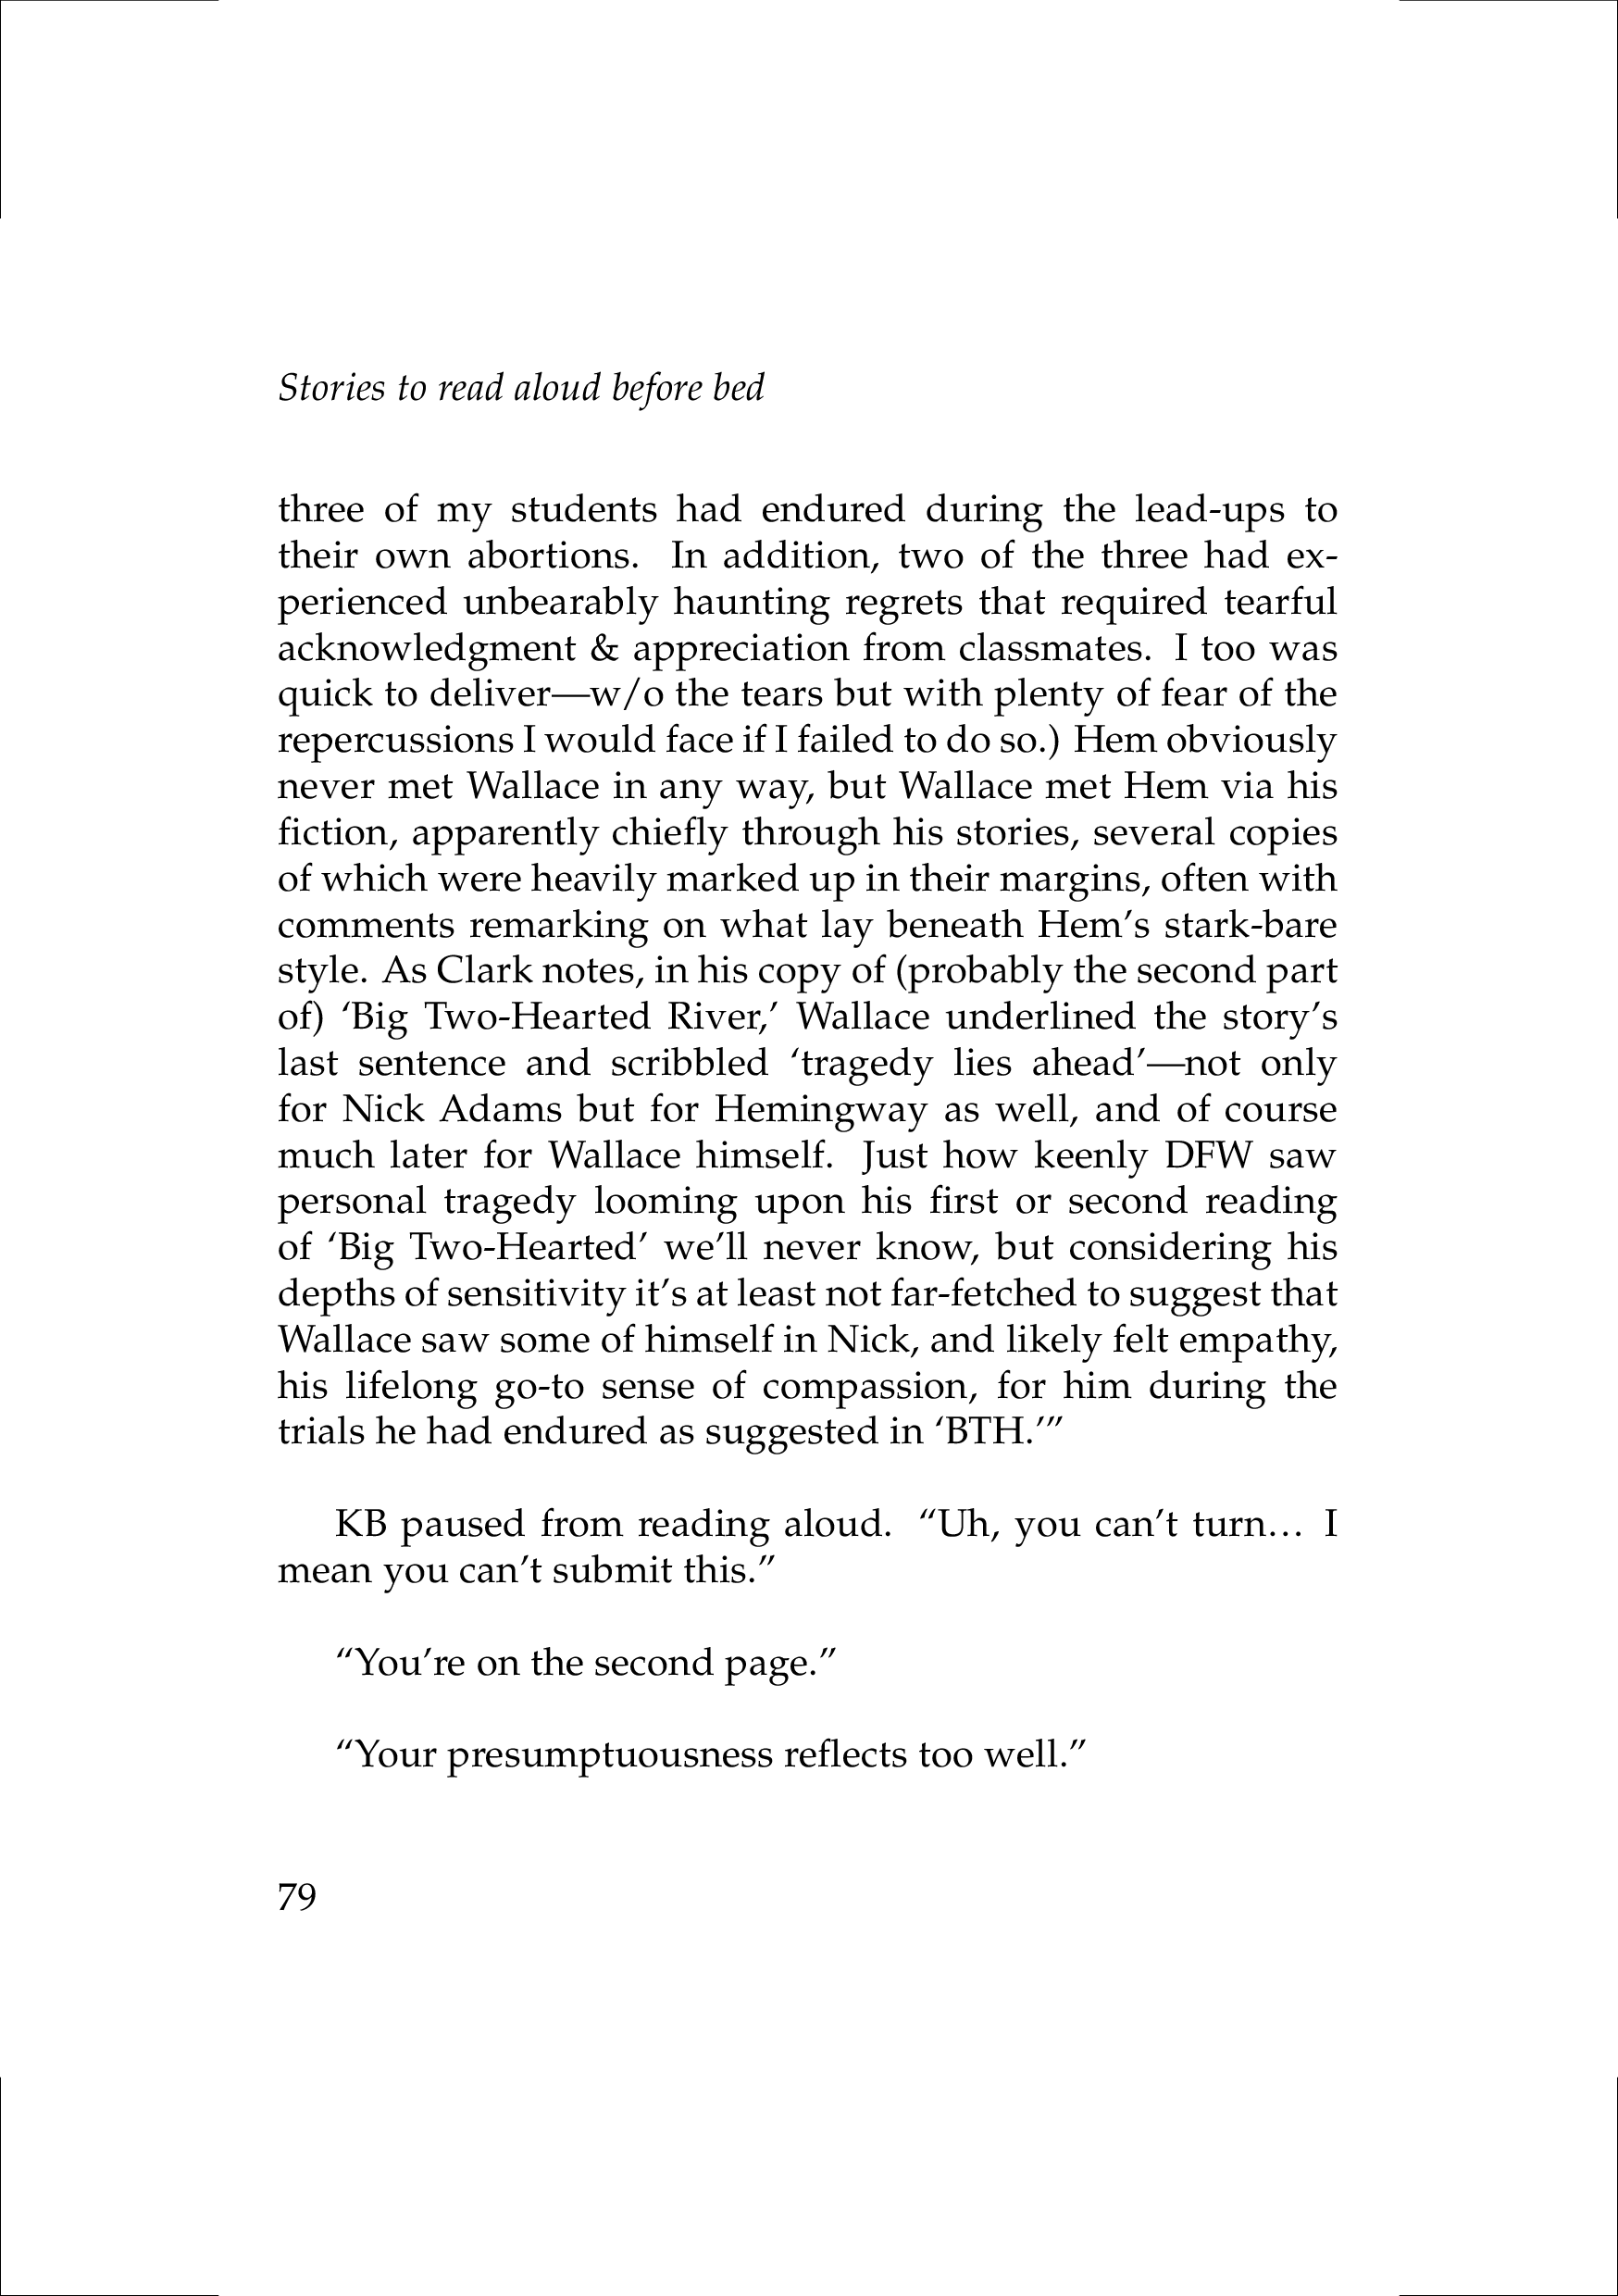 Stories to read aloud before bed
three of my students had endured during the lead-ups to
their own abortions. In addition, two of the three had ex-
perienced unbearably haunting regrets that required tearful
acknowledgment & appreciation from classmates. I too was
quick to deliver—w/o the tears but with plenty of fear of the
repercussions I would face if I failed to do so.) Hem obviously
never met Wallace in any way, but Wallace met Hem via his
fiction, apparently chiefly through his stories, several copies
of which were heavily marked up in their margins, often with
comments remarking on what lay beneath Hem’s stark-bare
style. As Clark notes, in his copy of (probably the second part
of) ‘Big Two-Hearted River,’ Wallace underlined the story’s
last sentence and scribbled ‘tragedy lies ahead’—not only
for Nick Adams but for Hemingway as well, and of course
much later for Wallace himself. Just how keenly DFW saw
personal tragedy looming upon his first or second reading
of ‘Big Two-Hearted’ we’ll never know, but considering his
depths of sensitivity it’s at least not far-fetched to suggest that
Wallace saw some of himself in Nick, and likely felt empathy,
his lifelong go-to sense of compassion, for him during the
trials he had endured as suggested in ‘BTH.’”
KB paused from reading aloud. “Uh, you can’t turn… I
mean you can’t submit this.”
“You’re on the second page.”
“Your presumptuousness reflects too well.”
79